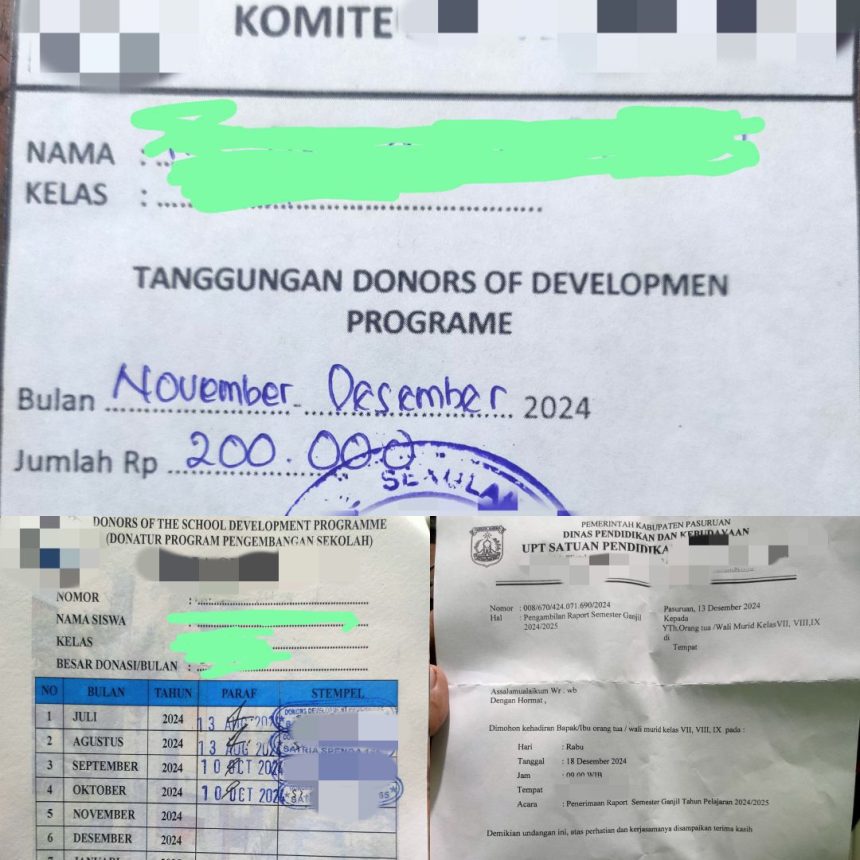 KOMITE
NAMA :
KELAS :
TANGGUNGAN DONORS OF DEVELOPMEN
PROGRAME
Bulan November - Desember 2024
Jumlah Rp 200.000
SEKOLAH
DONORS OF THE SCHOOL DEVELOPMENT PROGRAMME
(DONATUR PROGRAM PENGEMBANGAN SEKOLAH)
NOMOR :
NAMA SISWA
KELAS
BESAR DONASI/BULAN :
NO BULAN TAHUN PARAF STEMPEL
1 JULI 2024 13 AUG 2024
2 AGUSTUS 2024 13 AUG 2024
3 SEPTEMBER 2024 10 OCT 2024
4 OKTOBER 2024 10 OCT 2024
5 NOVEMBER 2024
6 DESEMBER 2024
PEMERINTAH KABUPATEN PASURUAN
DINAS PENDIDIKAN DAN KEBUDAYAAN
UPT SATUAN PENDIDIKA
Nomor : 008/670/424.071.690/2024
Hal : Pengambilan Raport Semester Ganjil
2024/2025
Pasuruan, 13 Desember 2024
Kepada
YTh.Orang tua /Wali Murid KelasVII, VIII,IX
di
Tempat
Assalamualaikum Wr. wb
Dengan Hormat ,
Dimohon kehadiran Bapak/Ibu orang tua / wali murid kelas VII, VIII, IX pada :
Hari : Rabu
Tanggal : 18 Desember 2024
Jam : 09.00 WIB
Tempat
Acara : Penerimaan Raport Semester Ganjil Tahun Pelajaran 2024/2025
Demikian undangan ini, atas perhatian dan kerjasamanya disampaikan terima kasih